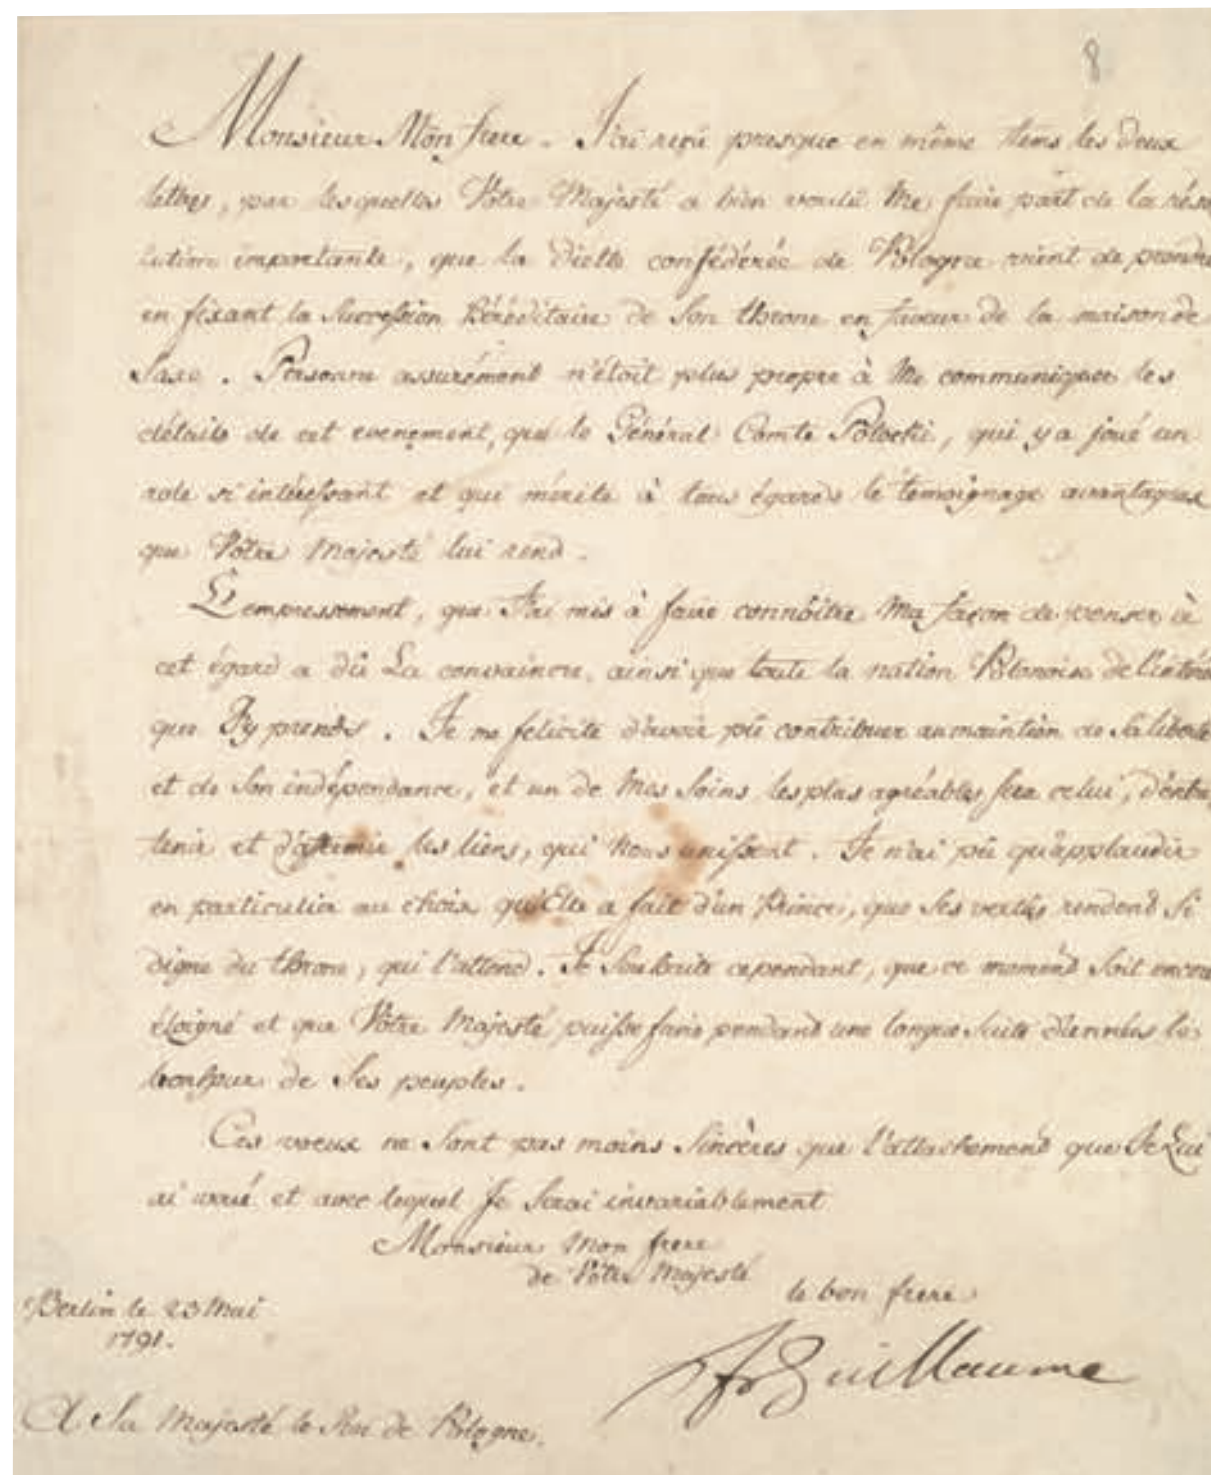 8
Monsieur Mon frere. J'ai reçû presque en même tems les deux
lettres, par lesquelles Vôtre Majesté a bien voulû Me faire part de la réso
lution importante, que la diette confédérée de Pologne vient de prendre
en fixant la Succession héréditaire de Son throne en faveur de la maison de
Saxe. Personne assurément n'étoit plus propre à Me communiquer les
détails de cet evenement, que le Général Comte Potocki, qui y a joué un
role si intéressant et qui mérite à tous égards le témoignage avantageux
que Vôtre Majesté lui rend.
L'empressement, que J'ai mis à faire connôitre Ma façon de penser à
cet égard a dû La convaincre, ainsi que toute la nation Polonoise de l'intérêt
que J'y prends. Je me felicite d'avoir pû contribuer au maintien de Sa liberté
et de Son indépendance, et un de Mes Soins les plus agréables sera celui, d'entre
tenir et d'affermir les liens, qui Nous unissent. Je n'ai pû qu'applaudir
en particulier au choix qu'Elle a fait d'un Prince, que Ses vertûs rendent Si
digne du throne, qui l'attend. Je Souhaite cependant, que ce moment Soit encore
éloigné et que Vôtre Majesté puisse faire pendant une longue Suite d'années le
bonheur de Ses peuples.
Ces voeux ne Sont pas moins Sincères que l'attachement que Je Lui
ai voué et avec lequel Je Serai invariablement
Monsieur Mon frere
de Vôtre Majesté
le bon frere
Berlin le 23 Mai
1791.
Fr Guillaume
A Sa Majesté le Roi de Pologne.